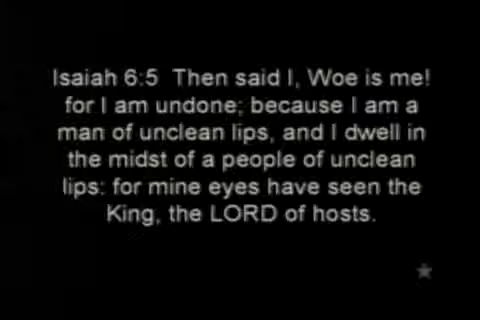 Isaiah 6:5  Then said I, Woe is me!
for I am undone; because I am a
man of unclean lips, and I dwell in
the midst of a people of unclean
lips: for mine eyes have seen the
King, the LORD of hosts.